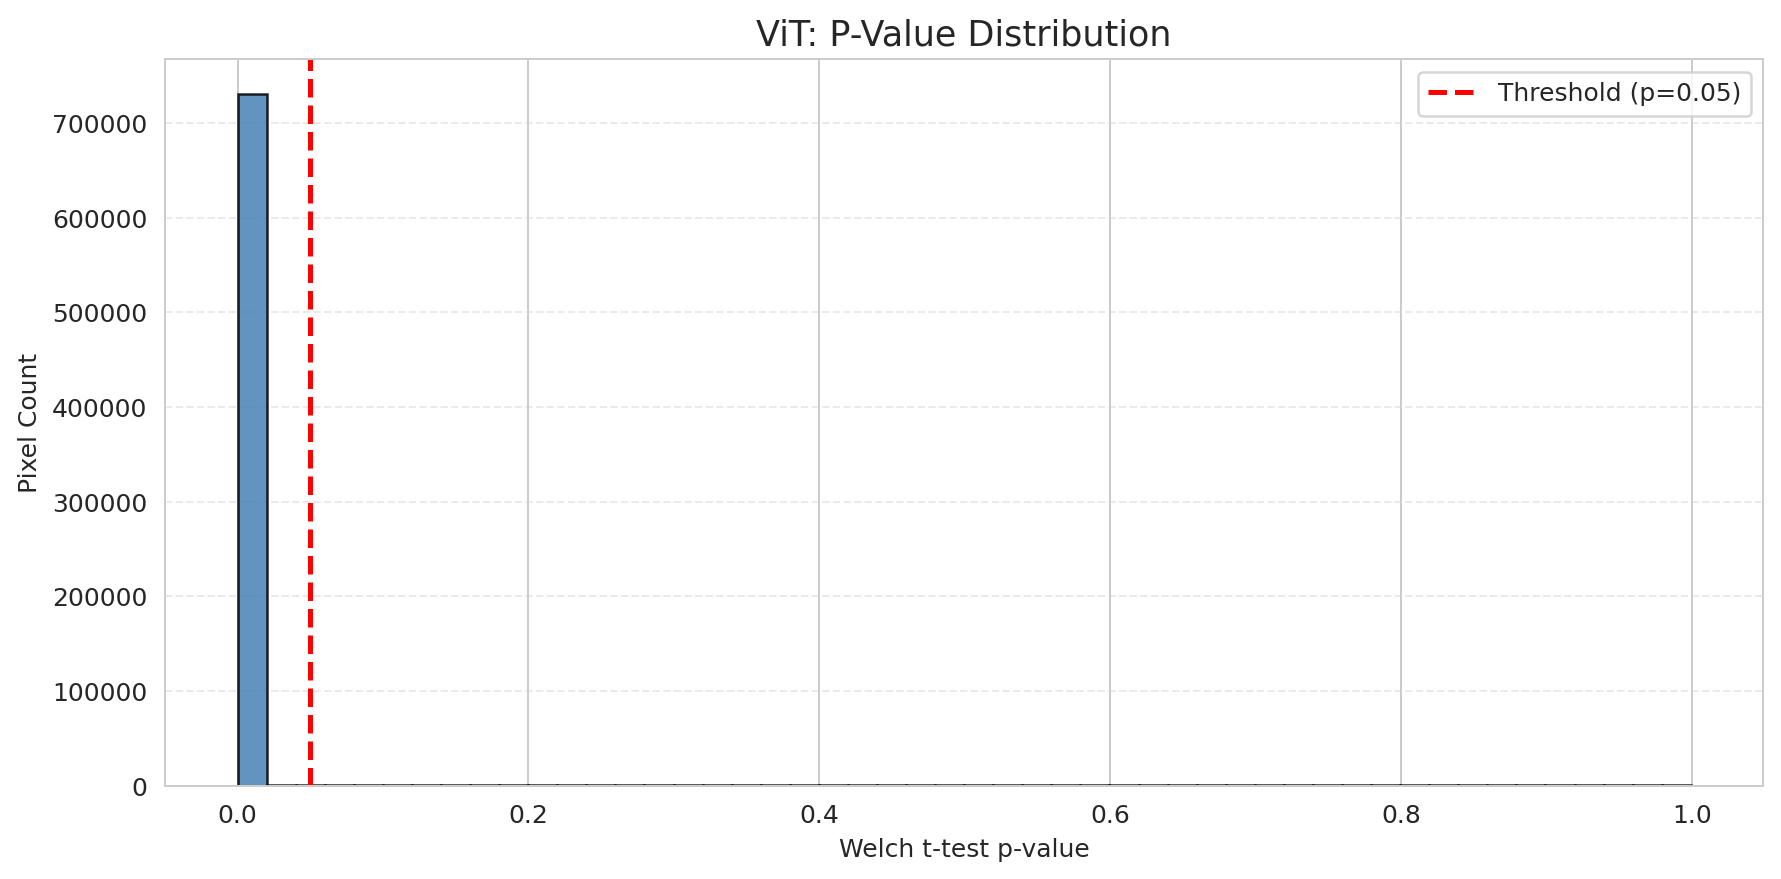 ViT: P-Value Distribution
Threshold (p=0.05)
Pixel Count
700000
600000
500000
400000
300000
200000
100000
0
0.0 0.2 0.4 0.6 0.8 1.0
Welch t-test p-value